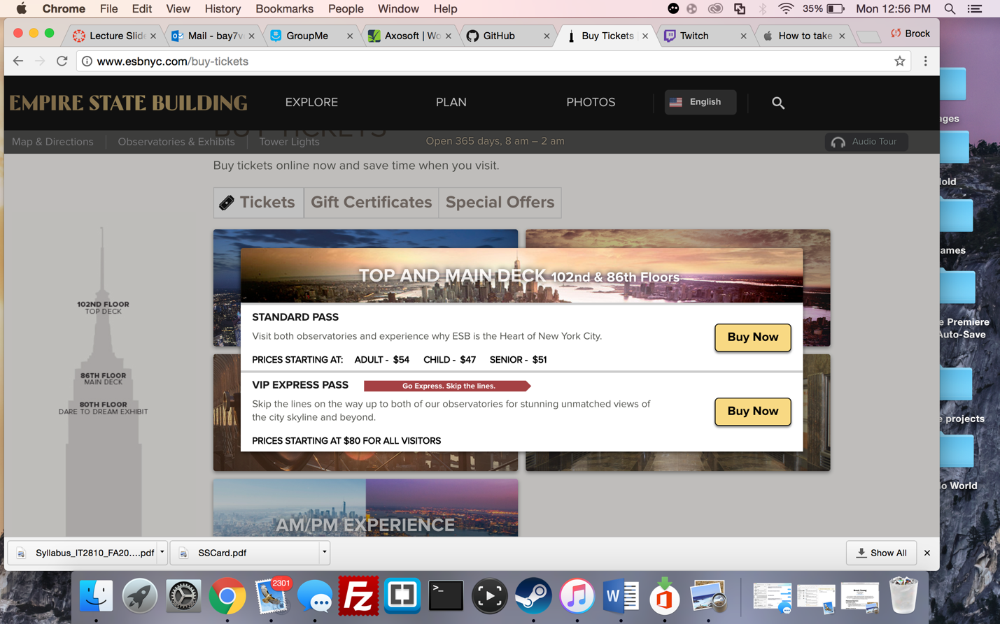 Chrome File Edit View History Bookmarks People Window Help 35% Mon 12:56 PM
Lecture Slid Mail - bay7v GroupMe Axosoft | Wo GitHub Buy Tickets Twitch How to take Brock
www.esbnyc.com/buy-tickets
EMPIRE STATE BUILDING EXPLORE PLAN PHOTOS English
BUY TICKETS
Map & Directions Observatories & Exhibits Tower Lights Open 365 days, 8 am – 2 am Audio Tour
Buy tickets online now and save time when you visit.
Tickets Gift Certificates Special Offers
TOP AND MAIN DECK 102nd & 86th Floors
STANDARD PASS
Visit both observatories and experience why ESB is the Heart of New York City.
Buy Now
PRICES STARTING AT: ADULT - $54 CHILD - $47 SENIOR - $51
VIP EXPRESS PASS Go Express. Skip the lines.
Skip the lines on the way up to both of our observatories for stunning unmatched views of
the city skyline and beyond.
Buy Now
PRICES STARTING AT $80 FOR ALL VISITORS
102ND FLOOR
TOP DECK
86TH FLOOR
MAIN DECK
80TH FLOOR
DARE TO DREAM EXHIBIT
AM/PM EXPERIENCE
ages
old
ames
e Premiere
Auto-Save
e projects
o World
Syllabus_IT2810_FA20....pdf SSCard.pdf Show All
2301